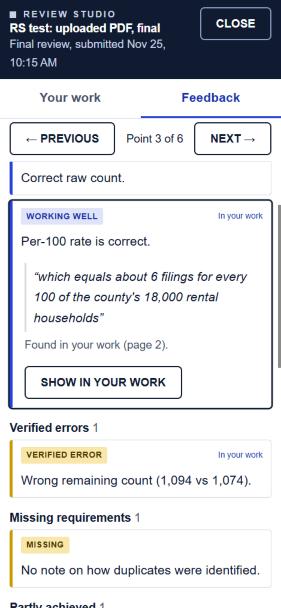 REVIEW STUDIO
RS test: uploaded PDF, final
Final review, submitted Nov 25,
10:15 AM
CLOSE
Your work
Feedback
← PREVIOUS
Point 3 of 6
NEXT →
Correct raw count.
WORKING WELL
In your work
Per-100 rate is correct.
“which equals about 6 filings for every
100 of the county's 18,000 rental
households”
Found in your work (page 2).
SHOW IN YOUR WORK
Verified errors 1
VERIFIED ERROR
In your work
Wrong remaining count (1,094 vs 1,074).
Missing requirements 1
MISSING
No note on how duplicates were identified.
Partly achieved 1